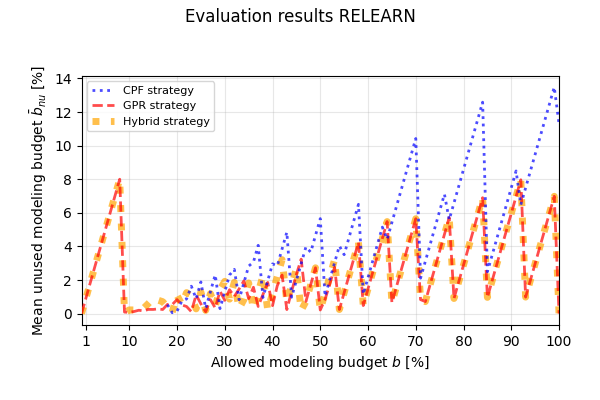 Evaluation results RELEARN
Mean unused modeling budget b̄ₙᵤ [%]
14
12
10
8
6
4
2
0
CPF strategy
GPR strategy
Hybrid strategy
1 10 20 30 40 50 60 70 80 90 100
Allowed modeling budget b [%]